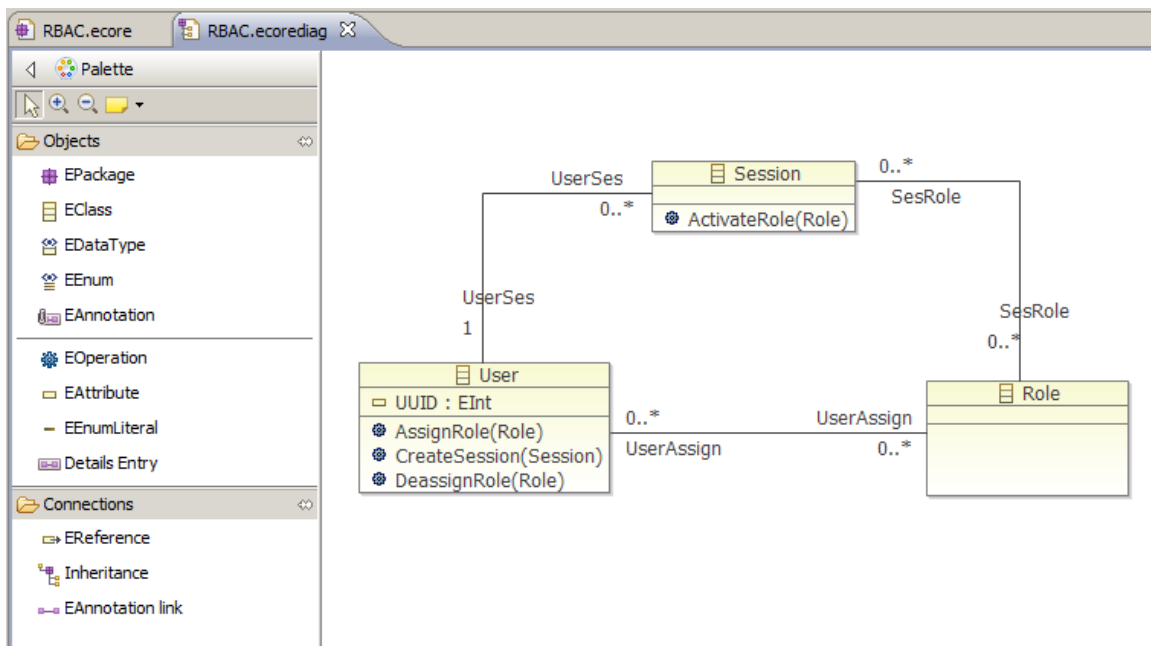 RBAC.ecore
RBAC.ecorediag
Palette
Objects
EPackage
EClass
EDataType
EEnum
EAnnotation
EOperation
EAttribute
EEnumLiteral
Details Entry
Connections
EReference
Inheritance
EAnnotation link
UserSes
0..*
Session
ActivateRole(Role)
0..*
SesRole
UserSes
1
SesRole
0..*
User
UUID : EInt
AssignRole(Role)
CreateSession(Session)
DeassignRole(Role)
0..*
UserAssign
UserAssign
0..*
Role